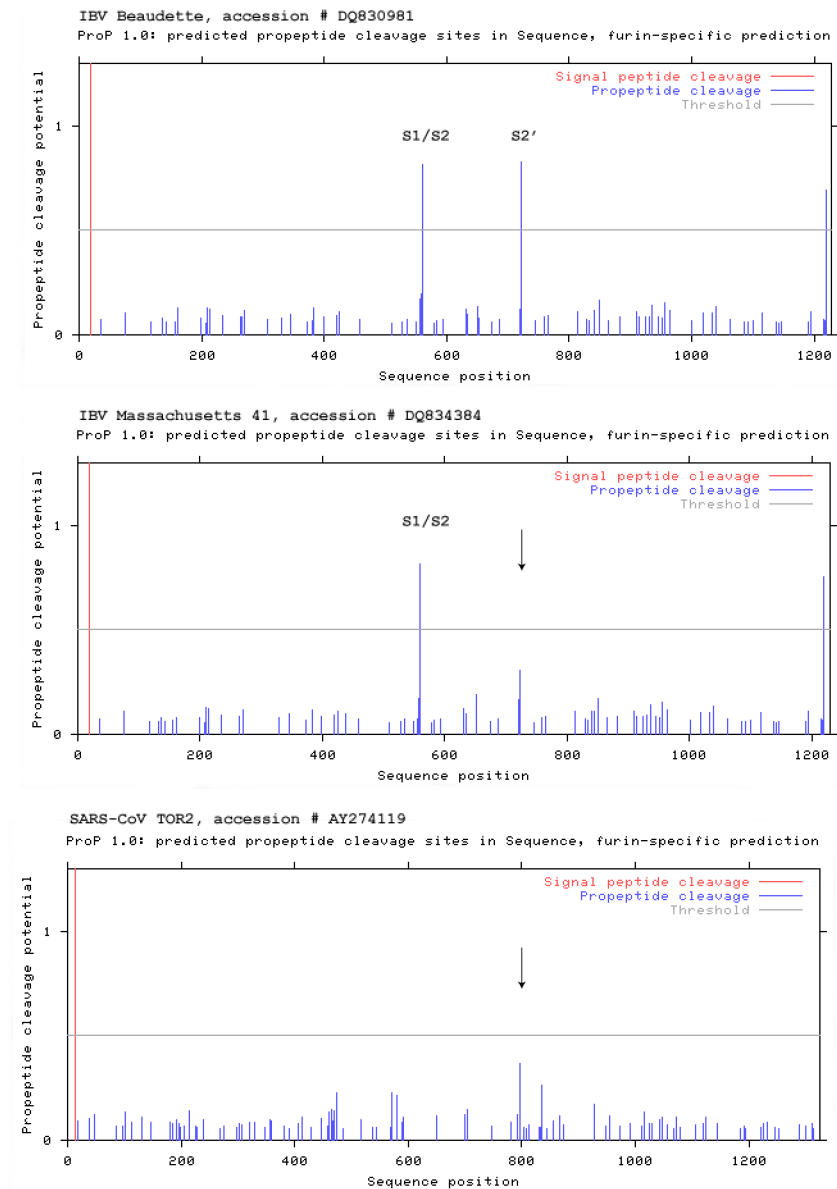 IBV Beaudette, accession # DQ830981
ProP 1.0: predicted propeptide cleavage sites in Sequence, furin-specific prediction
Signal peptide cleavage
Propeptide cleavage
Threshold
Propeptide cleavage potential
1
S1/S2 S2'
0
0 200 400 600 800 1000 1200
Sequence position
IBV Massachusetts 41, accession # DQ834384
ProP 1.0: predicted propeptide cleavage sites in Sequence, furin-specific prediction
Signal peptide cleavage
Propeptide cleavage
Threshold
Propeptide cleavage potential
1
S1/S2
0
0 200 400 600 800 1000 1200
Sequence position
SARS-CoV TOR2, accession # AY274119
ProP 1.0: predicted propeptide cleavage sites in Sequence, furin-specific prediction
Signal peptide cleavage
Propeptide cleavage
Threshold
Propeptide cleavage potential
1
0
0 200 400 600 800 1000 1200
Sequence position